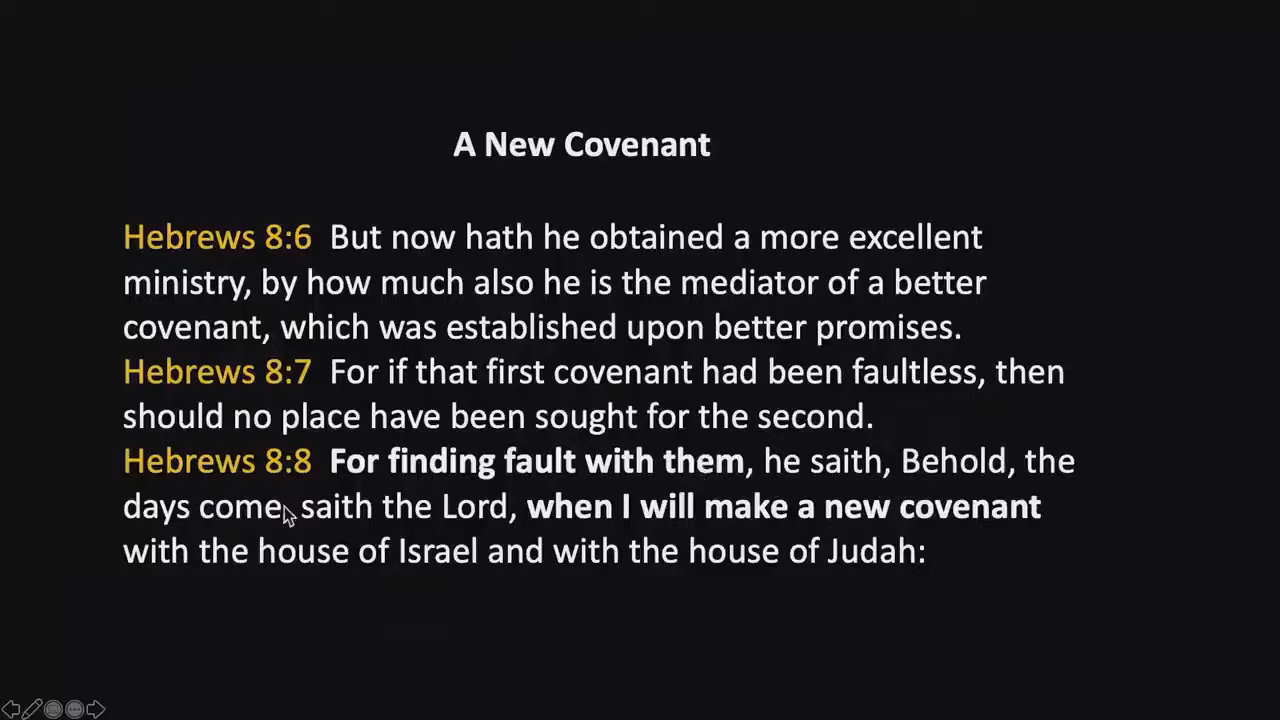 A New Covenant
Hebrews 8:6 But now hath he obtained a more excellent
ministry, by how much also he is the mediator of a better
covenant, which was established upon better promises.
Hebrews 8:7 For if that first covenant had been faultless, then
should no place have been sought for the second.
Hebrews 8:8 For finding fault with them, he saith, Behold, the
days come, saith the Lord, when I will make a new covenant
with the house of Israel and with the house of Judah: